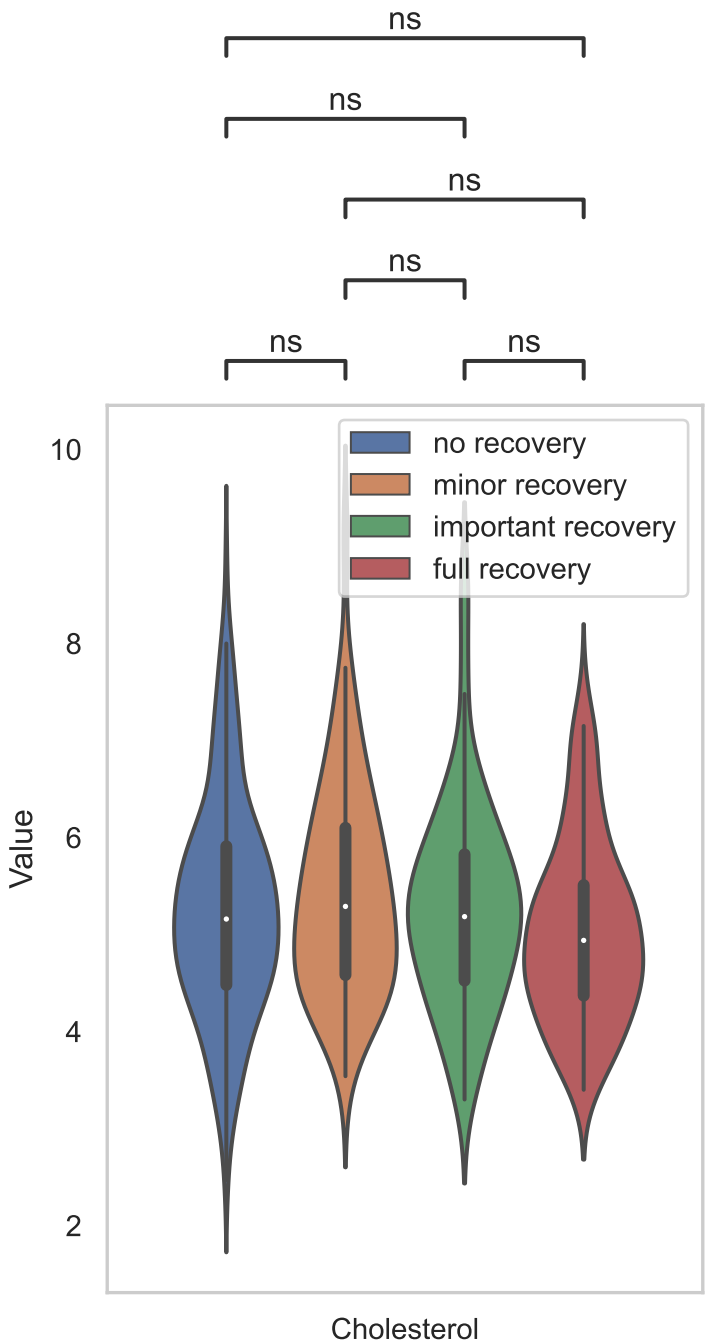 ns
ns
ns
ns
ns ns
10
no recovery
minor recovery
important recovery
full recovery
8
6
Value
4
2
Cholesterol